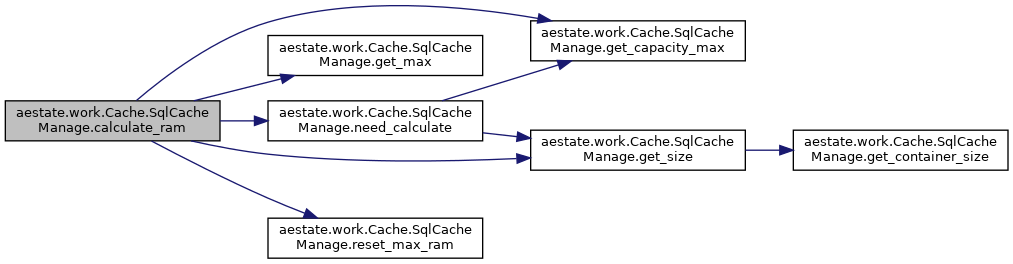 aestate.work.Cache.SqlCache
Manage.calculate_ram
aestate.work.Cache.SqlCache
Manage.get_max
aestate.work.Cache.SqlCache
Manage.need_calculate
aestate.work.Cache.SqlCache
Manage.reset_max_ram
aestate.work.Cache.SqlCache
Manage.get_capacity_max
aestate.work.Cache.SqlCache
Manage.get_size
aestate.work.Cache.SqlCache
Manage.get_container_size